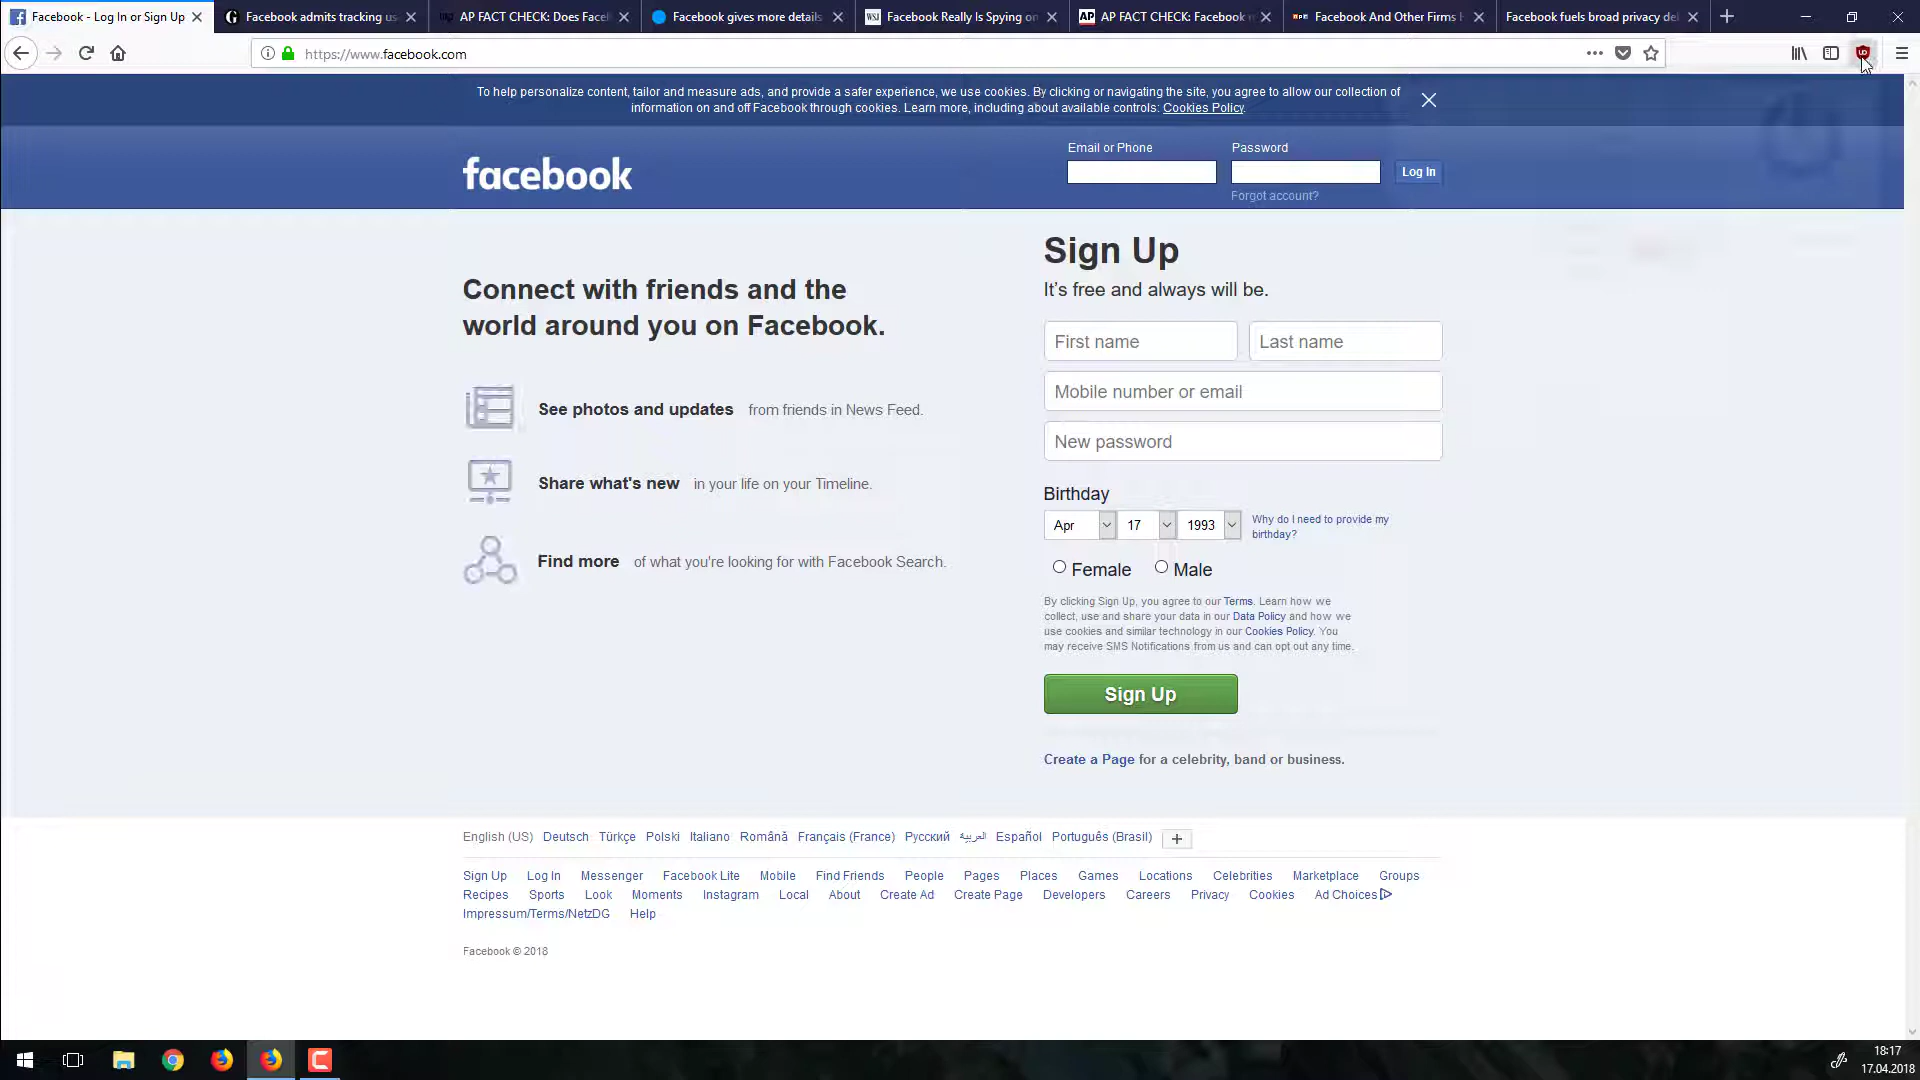 Facebook - Log In or Sign Up
Facebook admits tracking us
AP FACT CHECK: Does Facel
Facebook gives more details
WSJ
Facebook Really Is Spying on
AP
AP FACT CHECK: Facebook
Facebook And Other Firms
Facebook fuels broad privacy de
https://www.facebook.com
To help personalize content, tailor and measure ads, and provide a safer experience, we use cookies. By clicking or navigating the site, you agree to allow our collection of
information on and off Facebook through cookies. Learn more, including about available controls: Cookies Policy.
facebook
Email or Phone
Password
Log In
Forgot account?
Connect with friends and the
world around you on Facebook.
See photos and updates from friends in News Feed.
Share what's new in your life on your Timeline.
Find more of what you're looking for with Facebook Search.
Sign Up
It's free and always will be.
First name
Last name
Mobile number or email
New password
Birthday
Apr
17
1993
Why do I need to provide my
birthday?
Female
Male
By clicking Sign Up, you agree to our Terms. Learn how we
collect, use and share your data in our Data Policy and how we
use cookies and similar technology in our Cookies Policy. You
may receive SMS Notifications from us and can opt out any time.
Sign Up
Create a Page for a celebrity, band or business.
English (US) Deutsch Türkçe Polski Italiano Română Français (France) Русский العربية Español Português (Brasil) +
Sign Up Log In Messenger Facebook Lite Mobile Find Friends People Pages Places Games Locations Celebrities Marketplace Groups
Recipes Sports Look Moments Instagram Local About Create Ad Create Page Developers Careers Privacy Cookies Ad Choices
Impressum/Terms/NetzDG Help
Facebook © 2018
18:17
17.04.2018